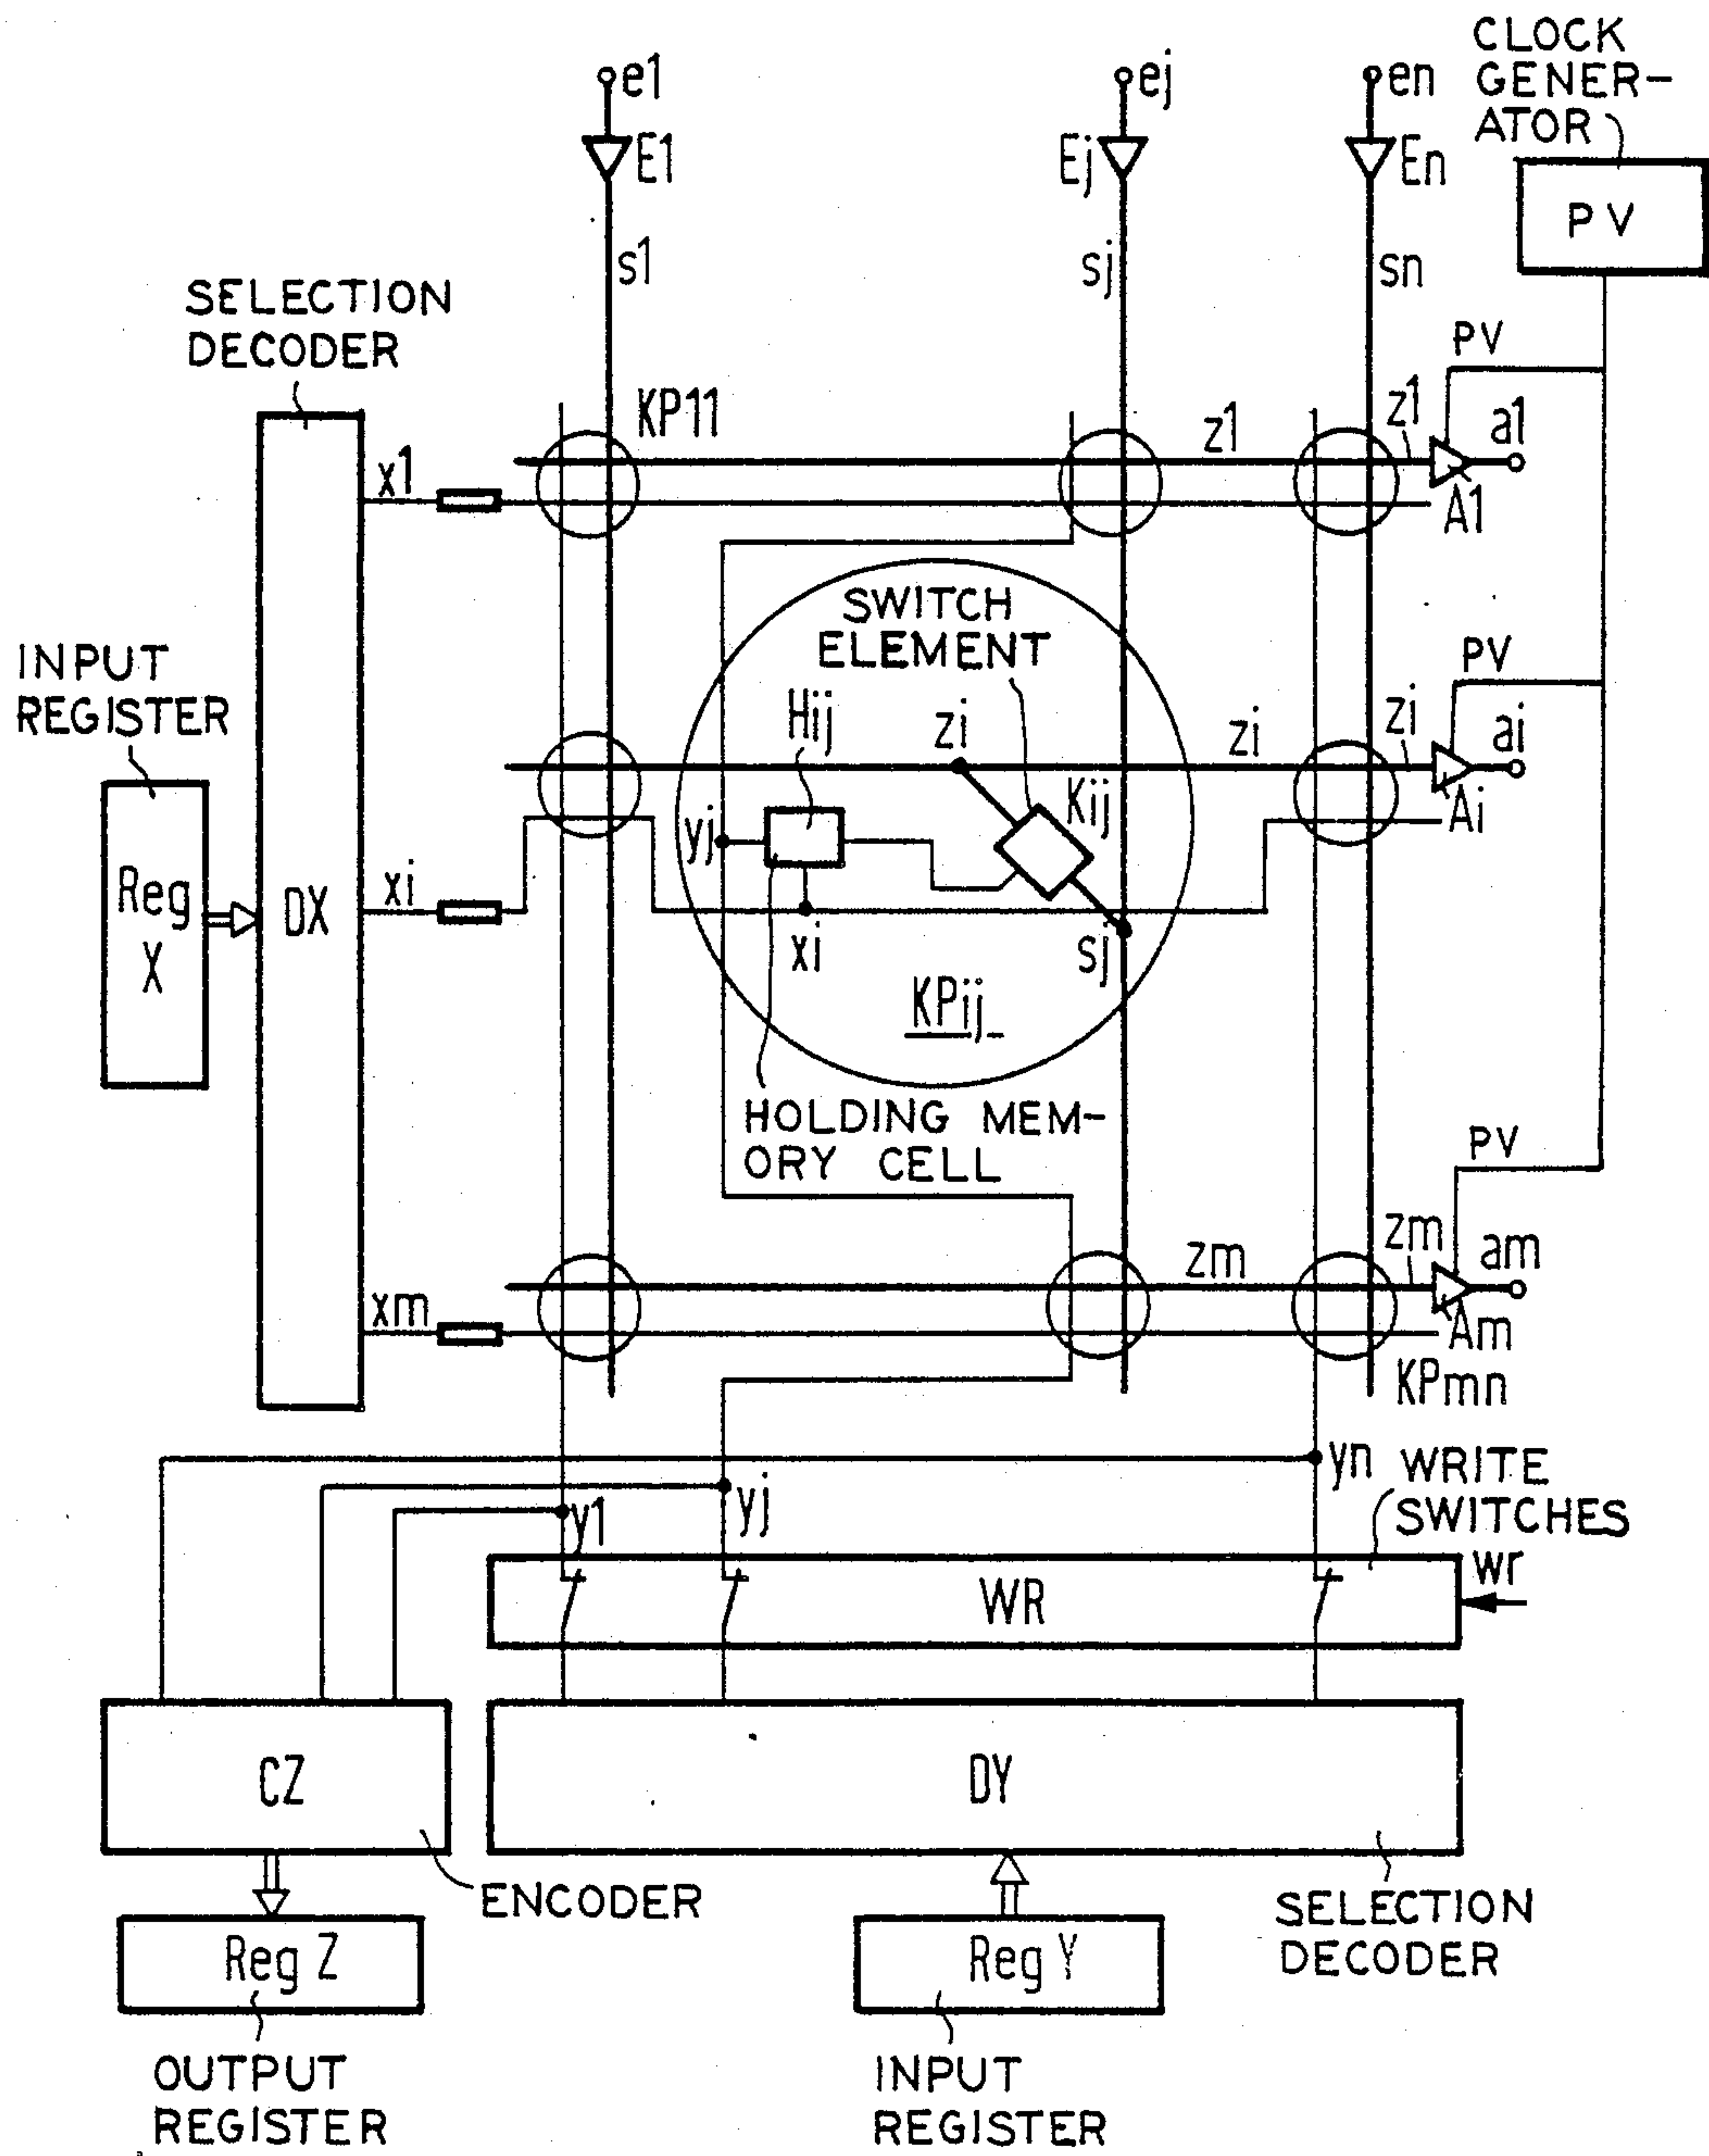 CLOCK
GENER-
ATOR
e1
ej
en
E1
Ej
En
PV
s1
sj
sn
SELECTION
DECODER
PV
KP11
z1
z1
a1
x1
A1
SWITCH
ELEMENT
INPUT
REGISTER
PV
Hij
zi
zi
zi
ai
Kij
yj
Ai
Reg
X
DX
xi
xi
sj
KPij
HOLDING MEM-
ORY CELL
PV
zm
zm
am
xm
Am
KPmn
yn
WRITE
SWITCHES
yj
y1
wr
WR
CZ
DY
ENCODER
SELECTION
DECODER
Reg Z
Reg Y
OUTPUT
REGISTER
INPUT
REGISTER